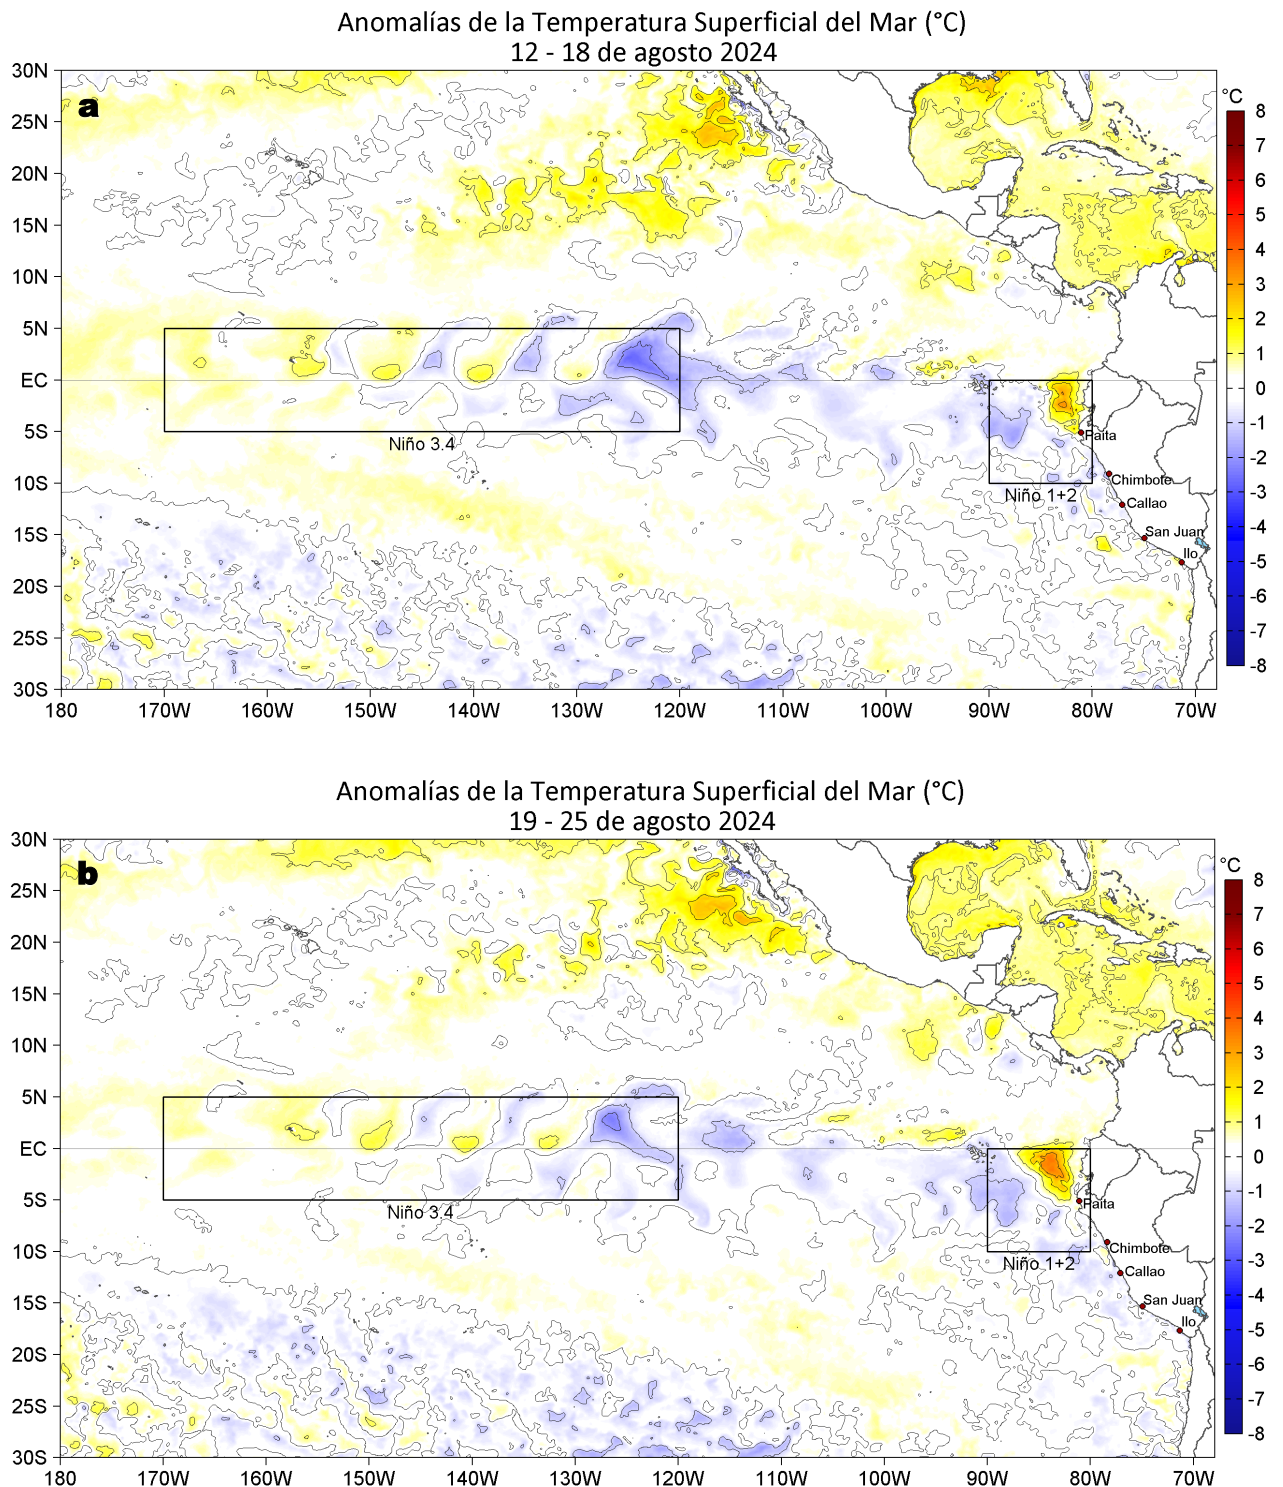 Anomalías de la Temperatura Superficial del Mar (°C)
12 - 18 de agosto 2024
a
30N
25N
20N
15N
10N
5N
EC
5S
10S
15S
20S
25S
30S
180
170W
160W
150W
140W
130W
120W
110W
100W
90W
80W
70W
Niño 3.4
Niño 1+2
Paita
Chimbote
Callao
San Juan
Ilo
°C
8
7
6
5
4
3
2
1
0
-1
-2
-3
-4
-5
-6
-7
-8
Anomalías de la Temperatura Superficial del Mar (°C)
19 - 25 de agosto 2024
b
30N
25N
20N
15N
10N
5N
EC
5S
10S
15S
20S
25S
30S
180
170W
160W
150W
140W
130W
120W
110W
100W
90W
80W
70W
Niño 3.4
Niño 1+2
Paita
Chimbote
Callao
San Juan
Ilo
°C
8
7
6
5
4
3
2
1
0
-1
-2
-3
-4
-5
-6
-7
-8